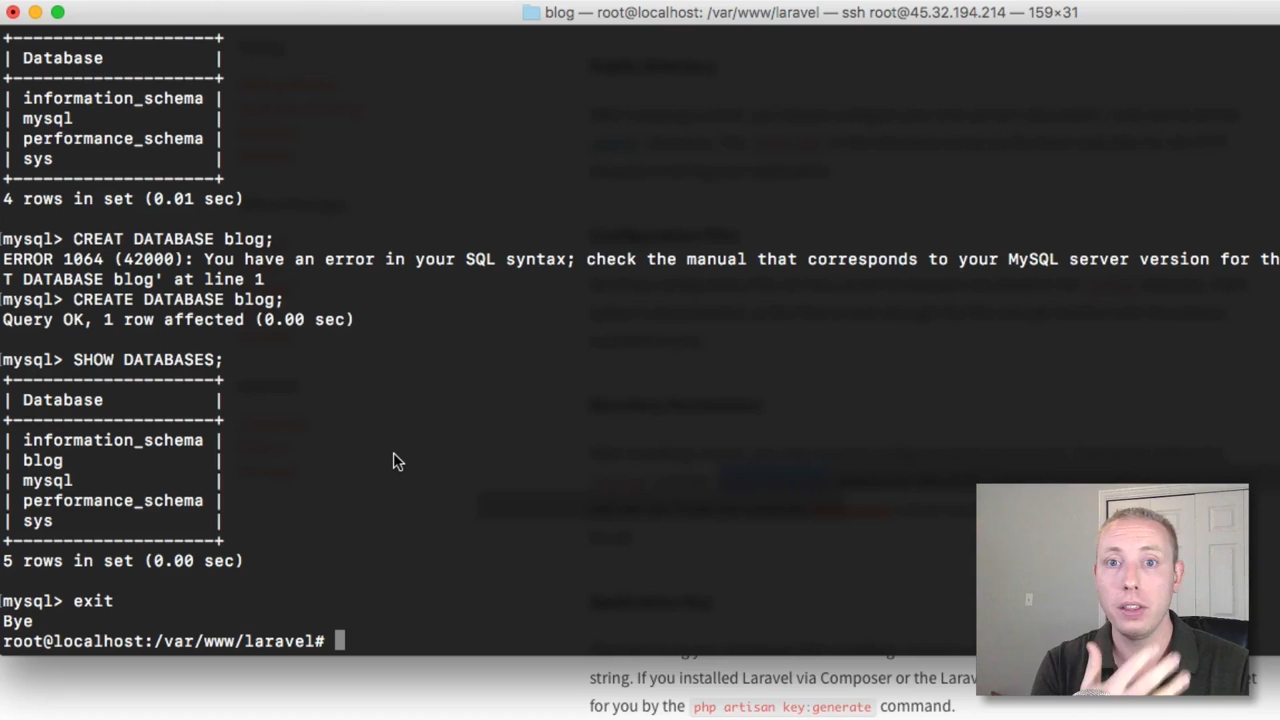 blog — root@localhost: /var/www/laravel — ssh root@45.32.194.214 — 159×31
+--------------------+
| Database           |
+--------------------+
| information_schema |
| mysql              |
| performance_schema |
| sys                |
+--------------------+
4 rows in set (0.01 sec)
[mysql> CREAT DATABASE blog;
ERROR 1064 (42000): You have an error in your SQL syntax; check the manual that corresponds to your MySQL server version for th
T DATABASE blog' at line 1
[mysql> CREATE DATABASE blog;
Query OK, 1 row affected (0.00 sec)
[mysql> SHOW DATABASES;
+--------------------+
| Database           |
+--------------------+
| information_schema |
| blog               |
| mysql              |
| performance_schema |
| sys                |
+--------------------+
5 rows in set (0.00 sec)
[mysql> exit
Bye
root@localhost:/var/www/laravel#
string. If you installed Laravel via Composer or the Larav
for you by the php artisan key:generate command.